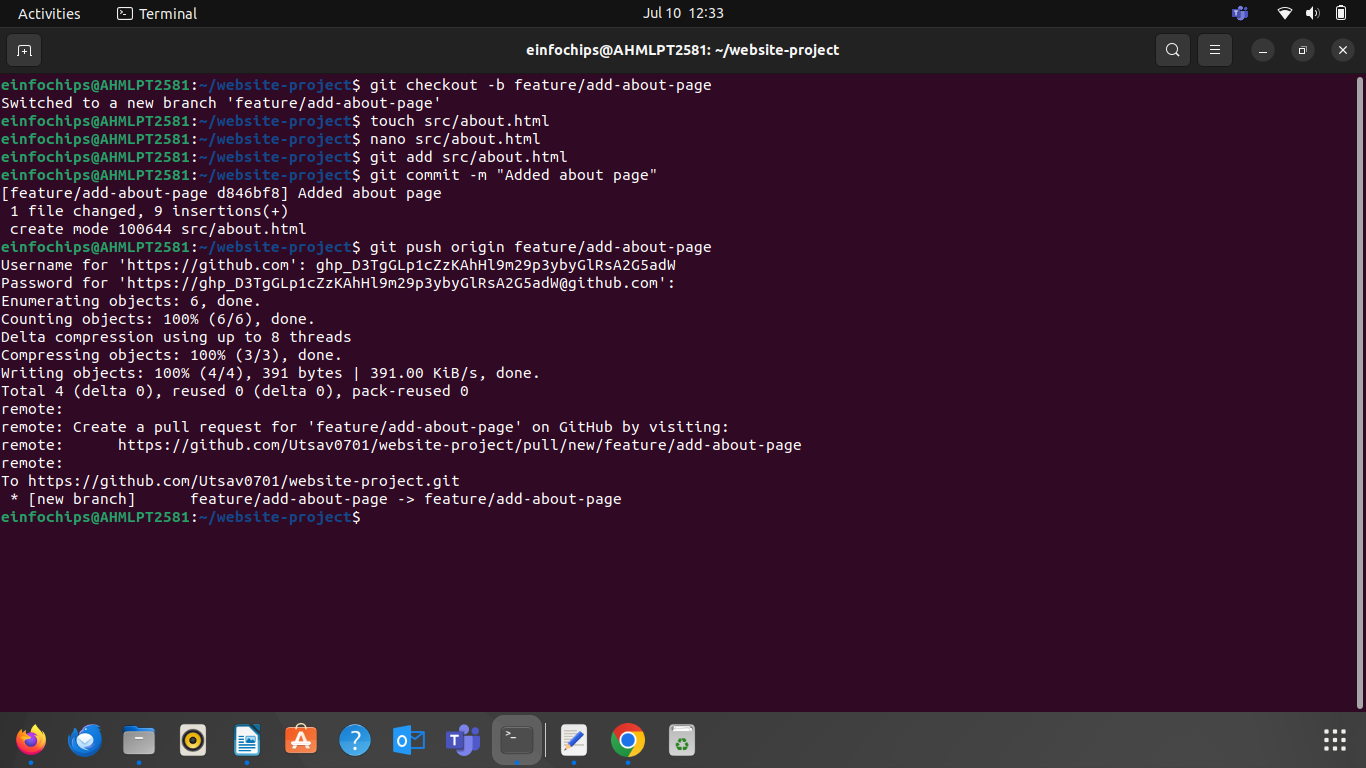 Activities
Terminal
Jul 10 12:33
einfochips@AHMLPT2581: ~/website-project
einfochips@AHMLPT2581:~/website-project$ git checkout -b feature/add-about-page
Switched to a new branch 'feature/add-about-page'
einfochips@AHMLPT2581:~/website-project$ touch src/about.html
einfochips@AHMLPT2581:~/website-project$ nano src/about.html
einfochips@AHMLPT2581:~/website-project$ git add src/about.html
einfochips@AHMLPT2581:~/website-project$ git commit -m "Added about page"
[feature/add-about-page d846bf8] Added about page
 1 file changed, 9 insertions(+)
 create mode 100644 src/about.html
einfochips@AHMLPT2581:~/website-project$ git push origin feature/add-about-page
Username for 'https://github.com': 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
Password for 'https://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@github.com':
Enumerating objects: 6, done.
Counting objects: 100% (6/6), done.
Delta compression using up to 8 threads
Compressing objects: 100% (3/3), done.
Writing objects: 100% (4/4), 391 bytes | 391.00 KiB/s, done.
Total 4 (delta 0), reused 0 (delta 0), pack-reused 0
remote:
remote: Create a pull request for 'feature/add-about-page' on GitHub by visiting:
remote:      https://github.com/Utsav0701/website-project/pull/new/feature/add-about-page
remote:
To https://github.com/Utsav0701/website-project.git
 * [new branch]      feature/add-about-page -> feature/add-about-page
einfochips@AHMLPT2581:~/website-project$